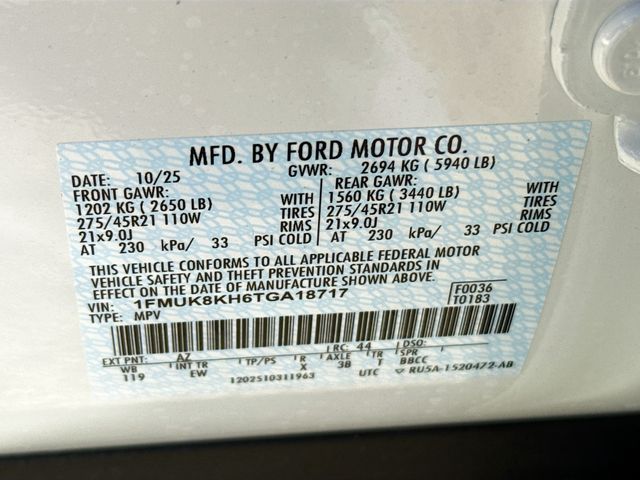 MFD. BY FORD MOTOR CO.
DATE: 10/25 GVWR: 2694 KG ( 5940 LB)
FRONT GAWR: REAR GAWR:
1202 KG ( 2650 LB) WITH 1560 KG ( 3440 LB) WITH
275/45R21 110W TIRES 275/45R21 110W TIRES
21x9.0J RIMS 21x9.0J RIMS
AT 230 kPa/ 33 PSI COLD AT 230 kPa/ 33 PSI COLD
THIS VEHICLE CONFORMS TO ALL APPLICABLE FEDERAL MOTOR
VEHICLE SAFETY AND THEFT PREVENTION STANDARDS IN
EFFECT ON THE DATE OF MANUFACTURE SHOWN ABOVE.
VIN: 1FMUK8KH6TGA18717 F0036
TYPE: MPV T0183
EXT PNT: AZ RC: 44 DSO:
WB INT TR TP/PS R AXLE TR SPR
119 EW X 3B T BBCC
1202510311963 UTC RU5A-1520472-AB